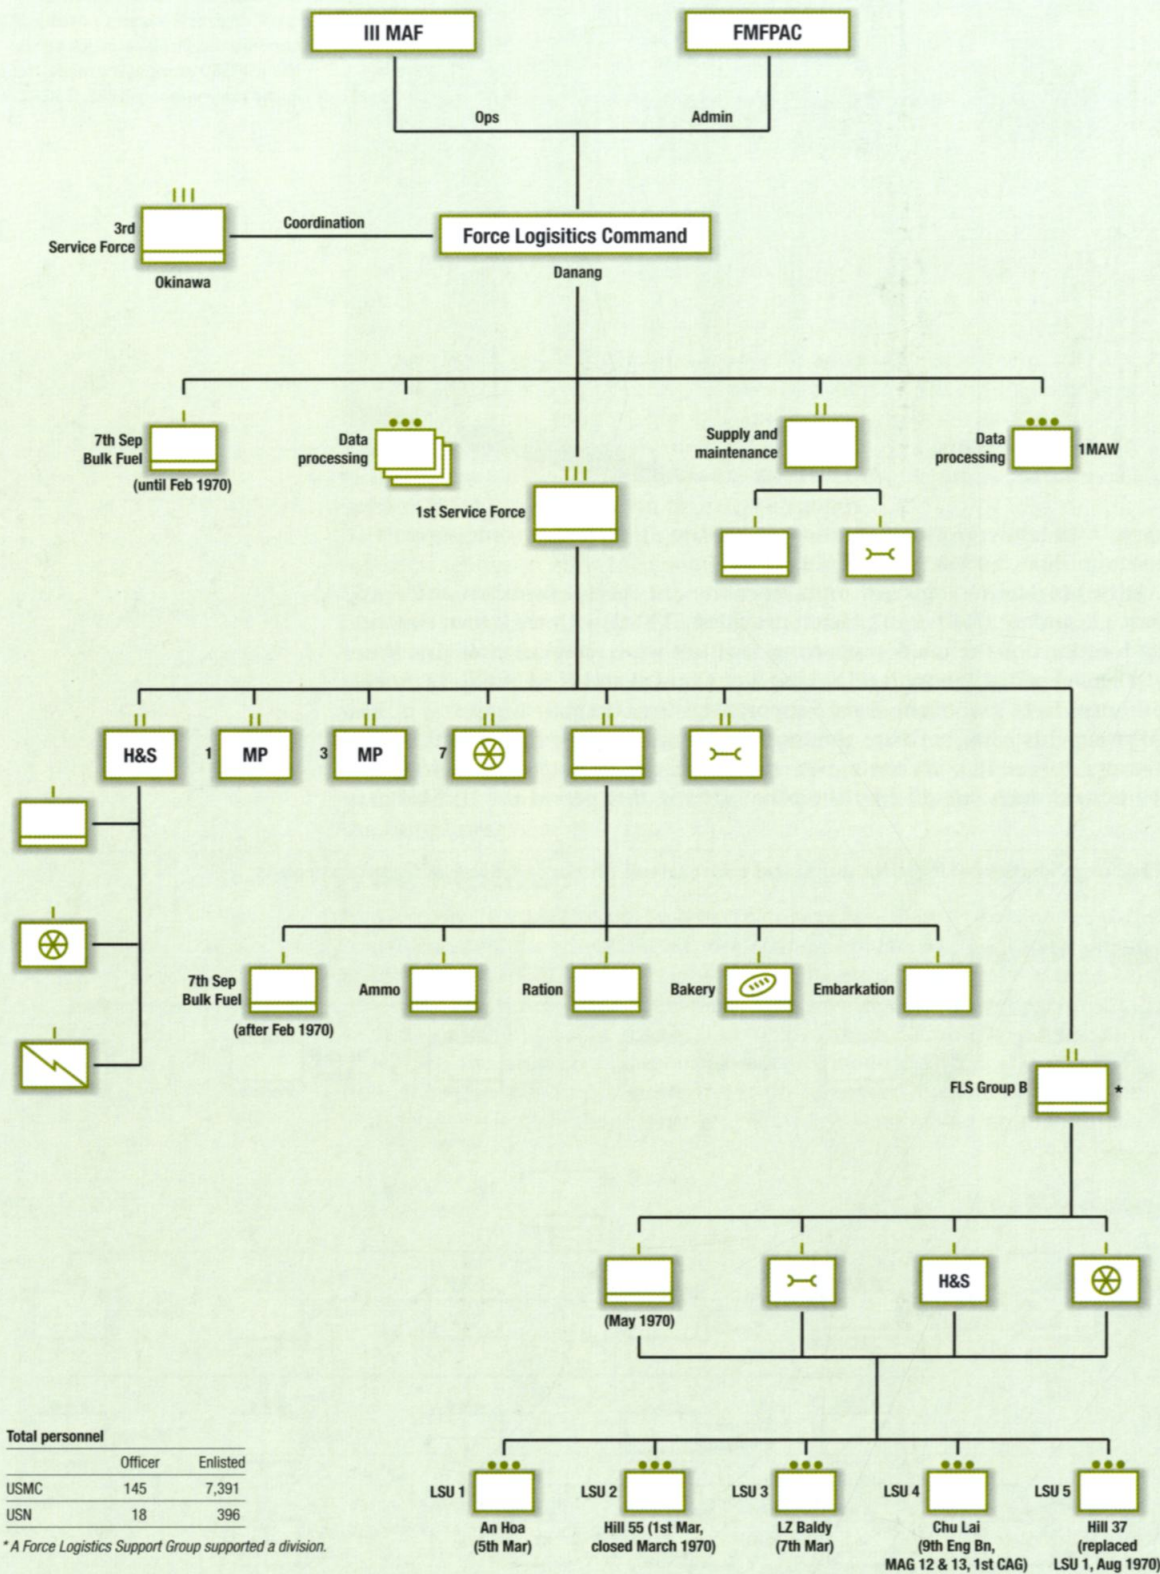 III MAF
FMFPAC
Ops
Admin
3rd
Service Force
Coordination
Force Logisitics Command
Okinawa
Danang
7th Sep
Bulk Fuel
(until Feb 1970)
Data
processing
1st Service Force
Supply and
maintenance
Data
processing
1MAW
H&S
1
MP
3
MP
7
7th Sep
Bulk Fuel
(after Feb 1970)
Ammo
Ration
Bakery
Embarkation
FLS Group B
*
(May 1970)
H&S
LSU 1
An Hoa
(5th Mar)
LSU 2
Hill 55 (1st Mar,
closed March 1970)
LSU 3
LZ Baldy
(7th Mar)
LSU 4
Chu Lai
(9th Eng Bn,
MAG 12 & 13, 1st CAG)
LSU 5
Hill 37
(replaced
LSU 1, Aug 1970)
Total personnel
Officer Enlisted
USMC 145 7,391
USN 18 396
* A Force Logistics Support Group supported a division.